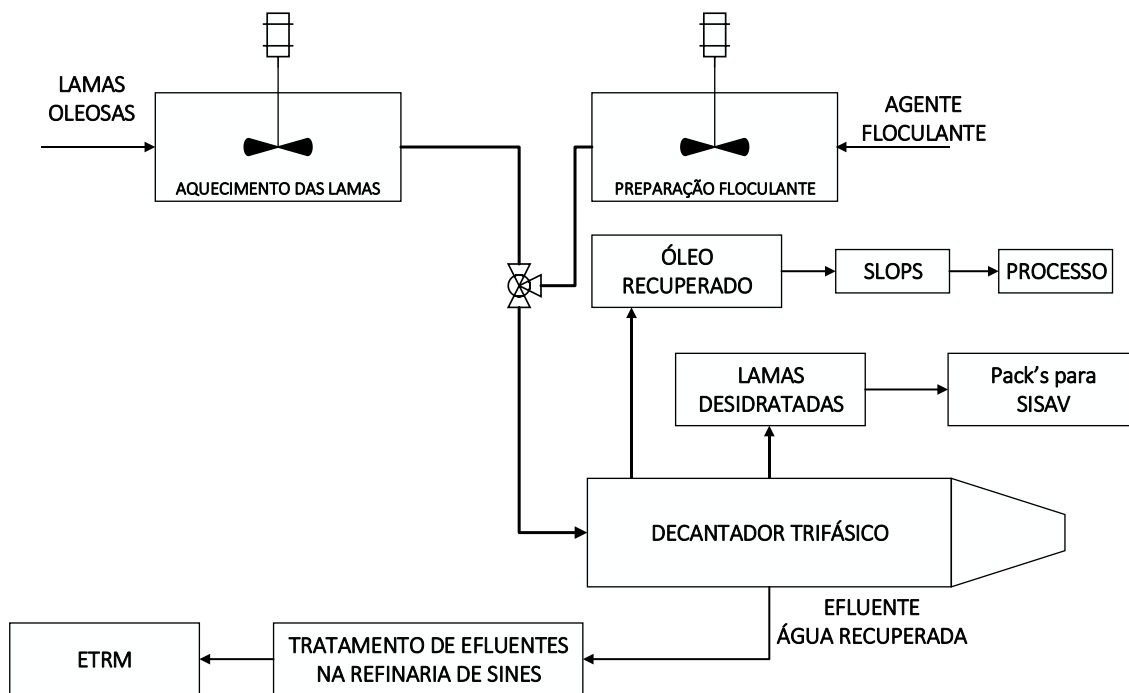 LAMAS
OLEOSAS
AQUECIMENTO DAS LAMAS
PREPARAÇÃO FLOCULANTE
AGENTE
FLOCULANTE
ÓLEO
RECUPERADO
SLOPS
PROCESSO
LAMAS
DESIDRATADAS
Pack's para
SISAV
DECANTADOR TRIFÁSICO
EFLUENTE
ÁGUA RECUPERADA
TRATAMENTO DE EFLUENTES
NA REFINARIA DE SINES
ETRM